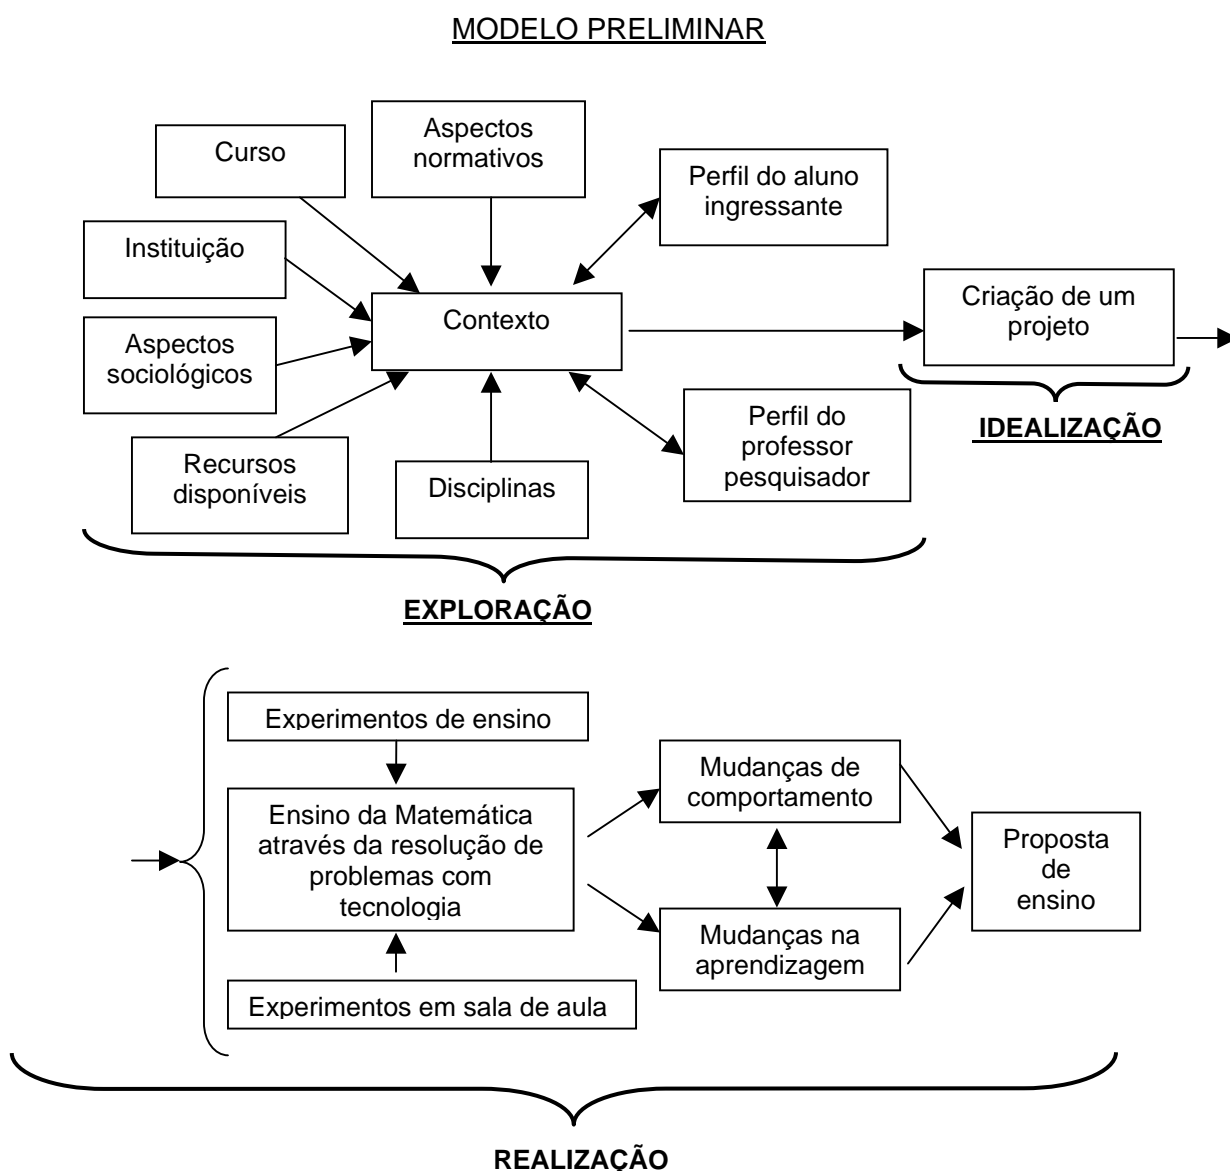 MODELO PRELIMINAR
Curso
Aspectos
normativos
Perfil do aluno
ingressante
Instituição
Contexto
Criação de um
projeto
Aspectos
sociológicos
IDEALIZAÇÃO
Perfil do
professor
pesquisador
Recursos
disponíveis
Disciplinas
EXPLORAÇÃO
Experimentos de ensino
Ensino da Matemática
através da resolução de
problemas com
tecnologia
Experimentos em sala de aula
Mudanças de
comportamento
Mudanças na
aprendizagem
Proposta
de
ensino
REALIZAÇÃO